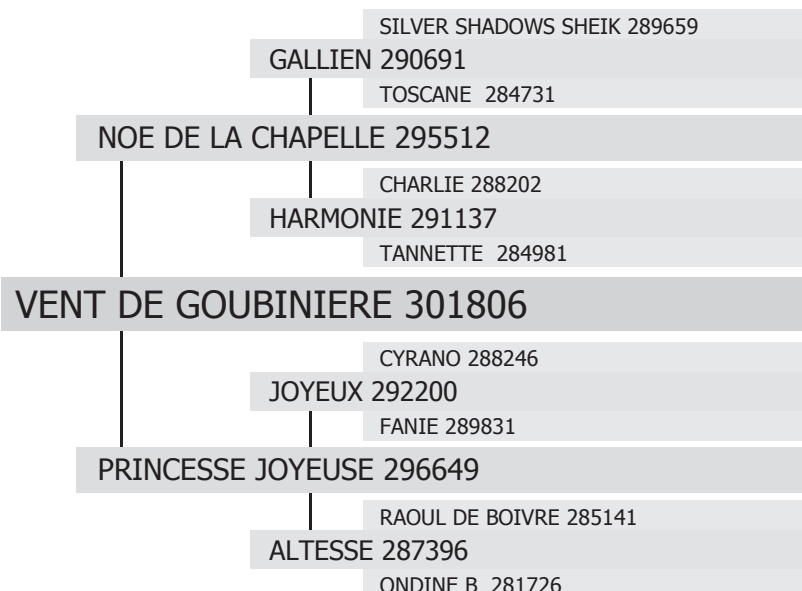 SILVER SHADOWS SHEIK 289659
GALLIEN 290691
TOSCANE 284731
NOE DE LA CHAPELLE 295512
CHARLIE 288202
HARMONIE 291137
TANNETTE 284981
VENT DE GOUBINIERE 301806
CYRANO 288246
JOYEUX 292200
FANIE 289831
PRINCESSE JOYEUSE 296649
RAOUL DE BOIVRE 285141
ALTESSE 287396
ONDINE B 281726